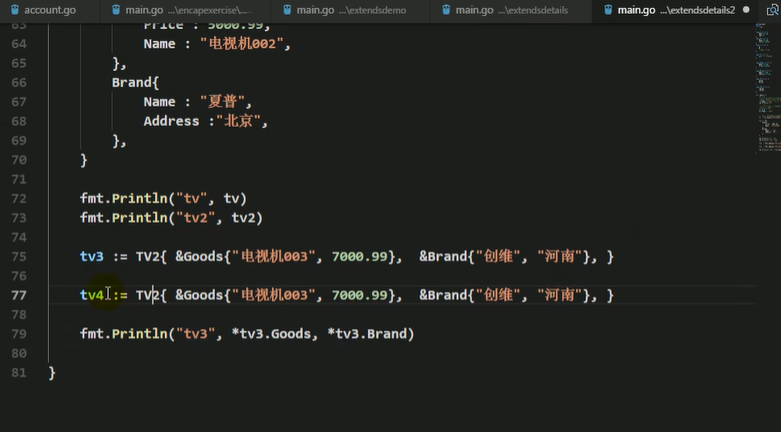 account.go main.go ...\encapexercise\... main.go ...\extendsdemo main.go ...\extendsdetails main.go ...\extendsdetails2
63 Price : 5000.99,
64 Name : "电视机002",
65 },
66 Brand{
67 Name : "夏普",
68 Address :"北京",
69 },
70 }
71
72 fmt.Println("tv", tv)
73 fmt.Println("tv2", tv2)
74
75 tv3 := TV2{ &Goods{"电视机003", 7000.99},  &Brand{"创维", "河南"}, }
76
77 tv4 := TV2{ &Goods{"电视机003", 7000.99},  &Brand{"创维", "河南"}, }
78
79 fmt.Println("tv3", *tv3.Goods, *tv3.Brand)
80
81 }